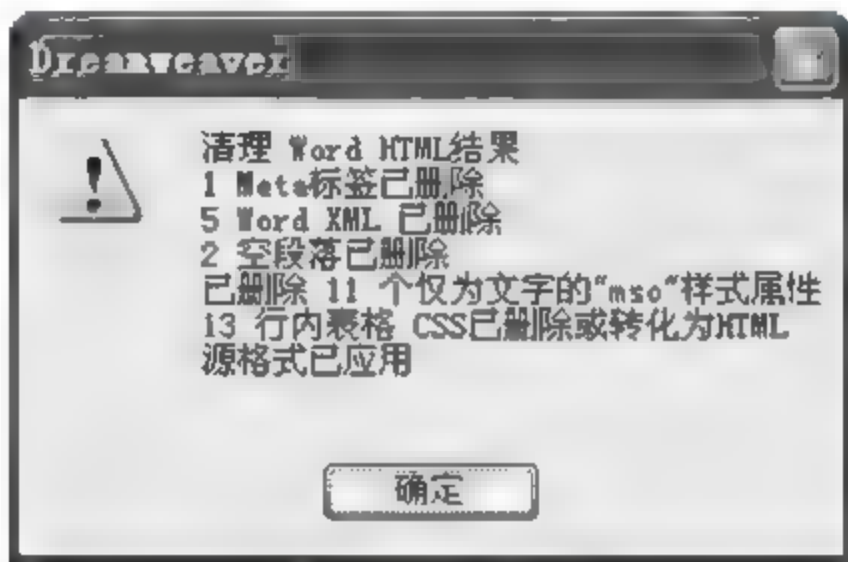 Dreamweaver
清理 Word HTML结果
1 Meta标签已删除
5 Word XML 已删除
2 空段落已删除
已删除 11 个仅为文字的"mso"样式属性
13 行内表格 CSS已删除或转化为HTML
源格式已应用
确定